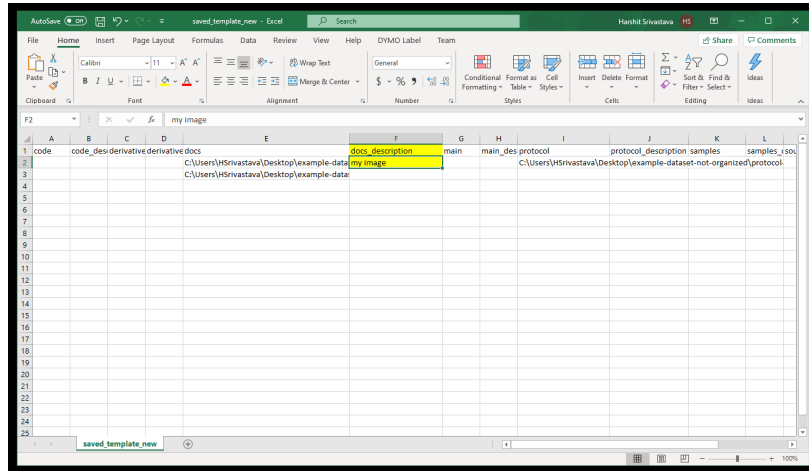 AutoSave Off saved_template_new - Excel Search Harshit Srivastava HS
File Home Insert Page Layout Formulas Data Review View Help DYMO Label Team Share Comments
Calibri 11 A^ A˅ Wrap Text General
Paste B I U A Merge & Center $ % 9 Conditional Formatting Format as Table Cell Styles Insert Delete Format Sort & Filter Find & Select Ideas
Clipboard Font Alignment Number Styles Cells Editing Ideas
F2 fx my image
A B C D E F G H I J K L
1 code code_des derivative derivative docs docs_description main main_des protocol protocol_description samples samples_ sou
2 C:\Users\HSrivastava\Desktop\example-data my image C:\Users\HSrivastava\Desktop\example-dataset-not-organized\protocol-
3 C:\Users\HSrivastava\Desktop\example-datas
4
5
6
7
8
9
10
11
12
13
14
15
16
17
18
19
20
21
22
23
24
25
saved_template_new
100%